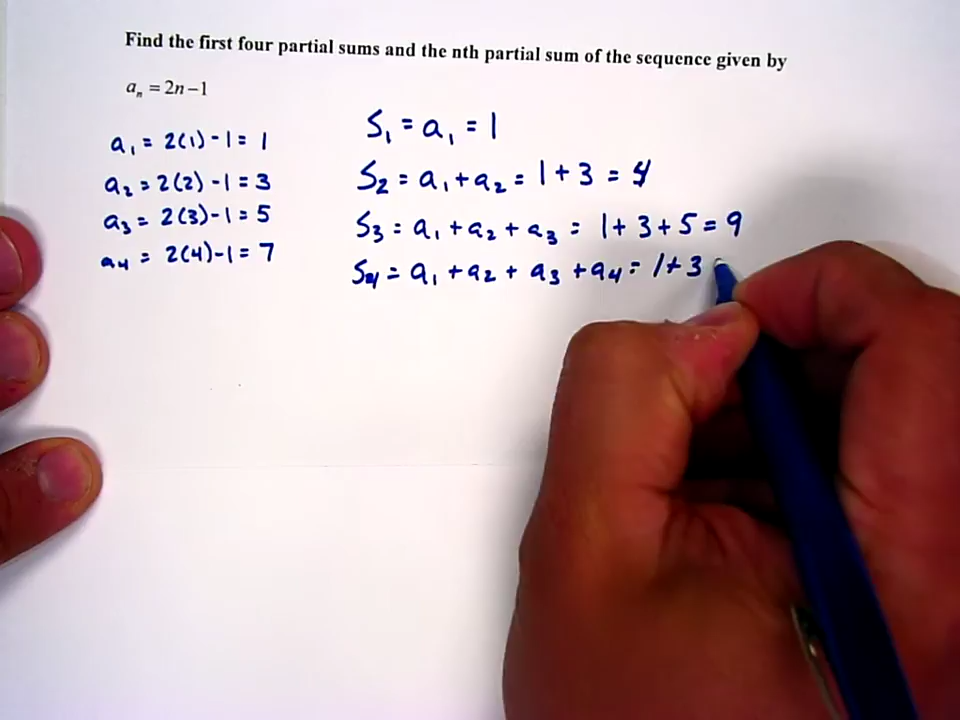 Find the first four partial sums and the nth partial sum of the sequence given by
aₙ = 2n−1
a₁ = 2(1)-1 = 1
a₂ = 2(2)-1 = 3
a₃ = 2(3)-1 = 5
a₄ = 2(4)-1 = 7
S₁ = a₁ = 1
S₂ = a₁+a₂ = 1+3 = 4
S₃ = a₁+a₂+a₃ = 1+3+5 = 9
S₄ = a₁+a₂+a₃+a₄ = 1+3